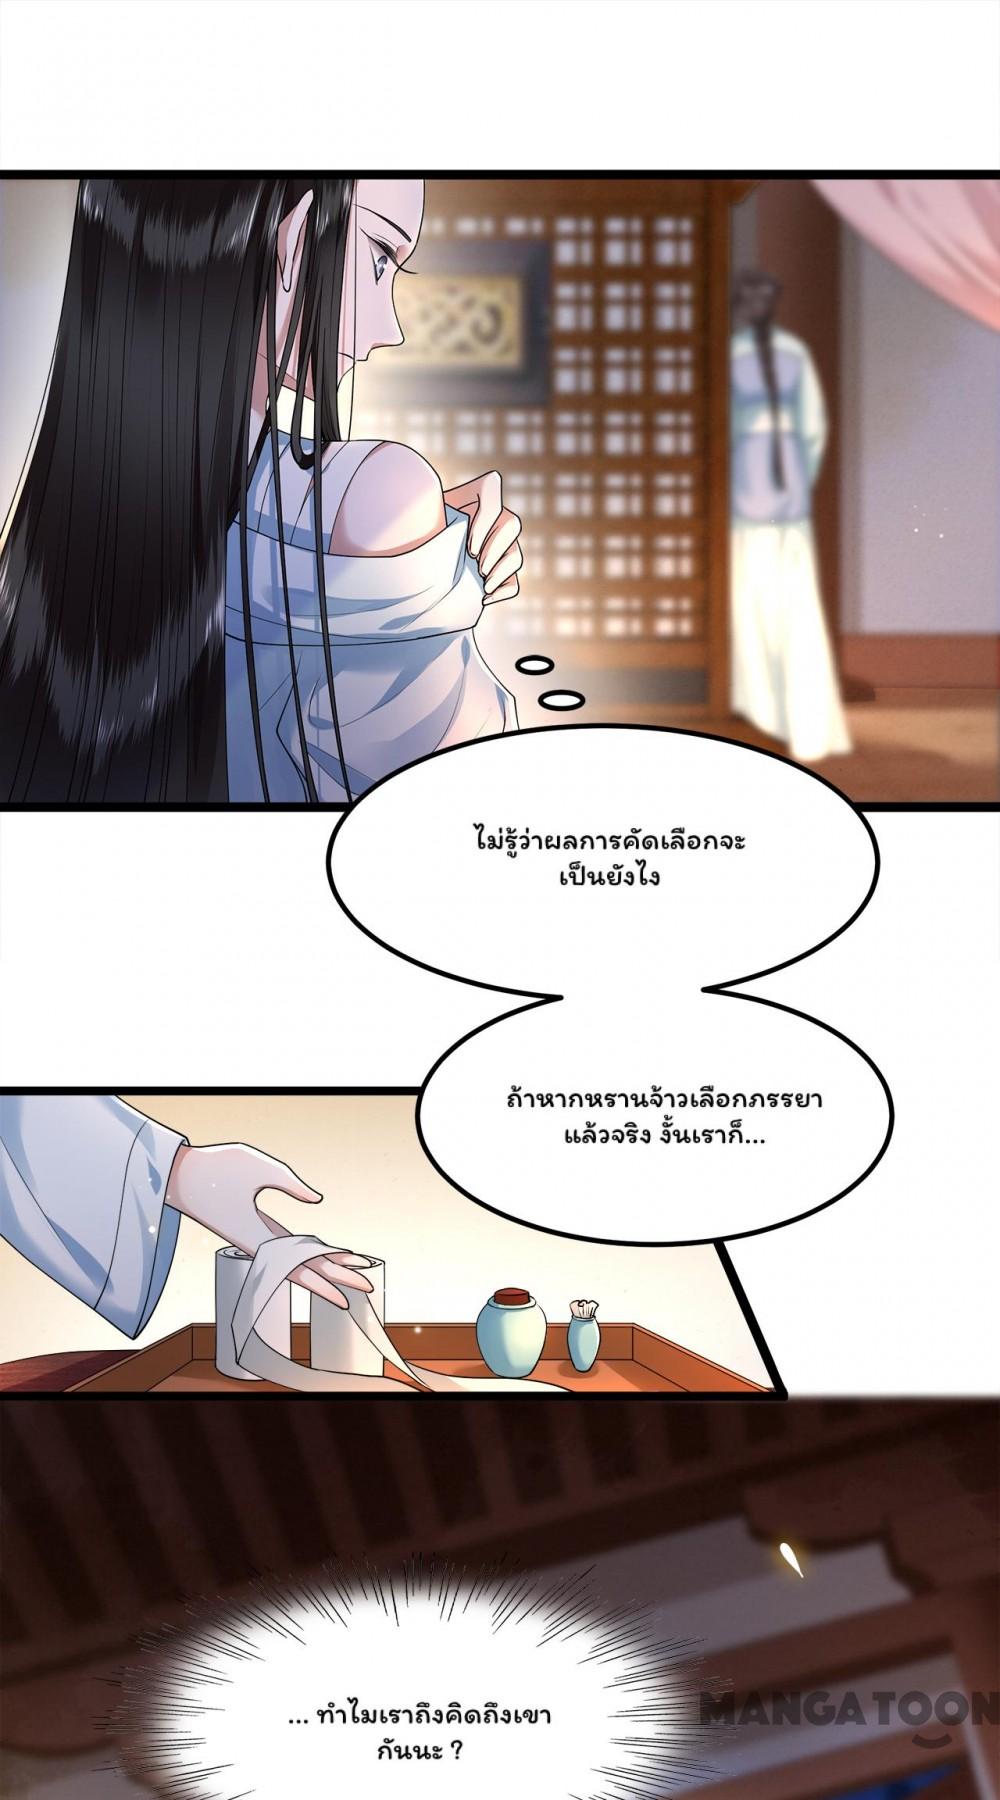 ไม่รู้ว่าผลการคัดเลือกจะ
เป็นยังไง
ถ้าหากหรานจ้าวเลือกภรรยา
แล้วจริง งั้นเราก็...
... ทำไมเราถึงคิดถึงเขา
กันนะ ?
MANGATOON